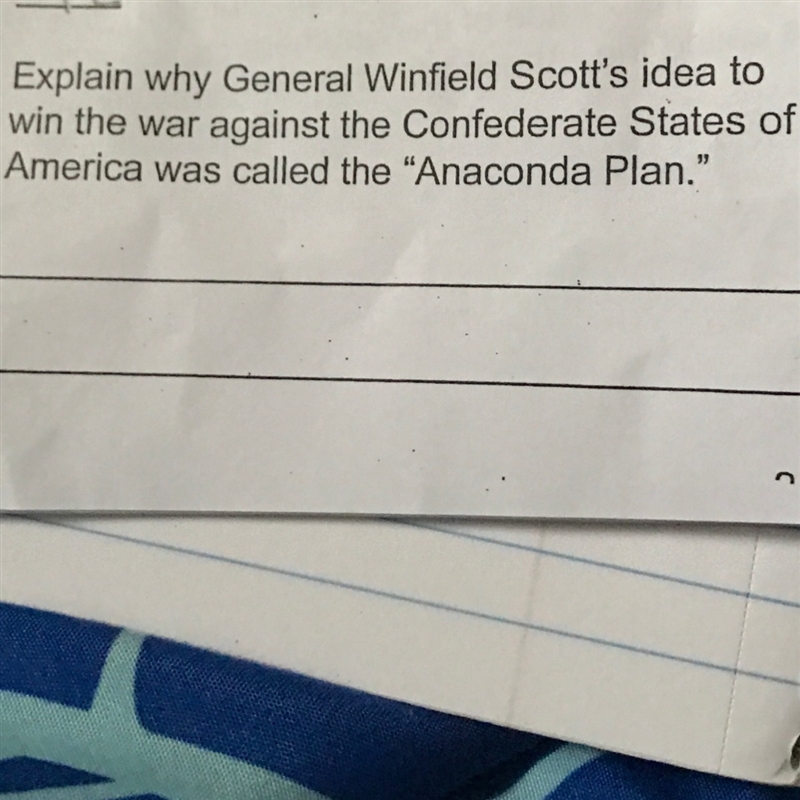 Explain why General Winfield Scott's idea to
win the war against the Confederate States of
America was called the “Anaconda Plan.”